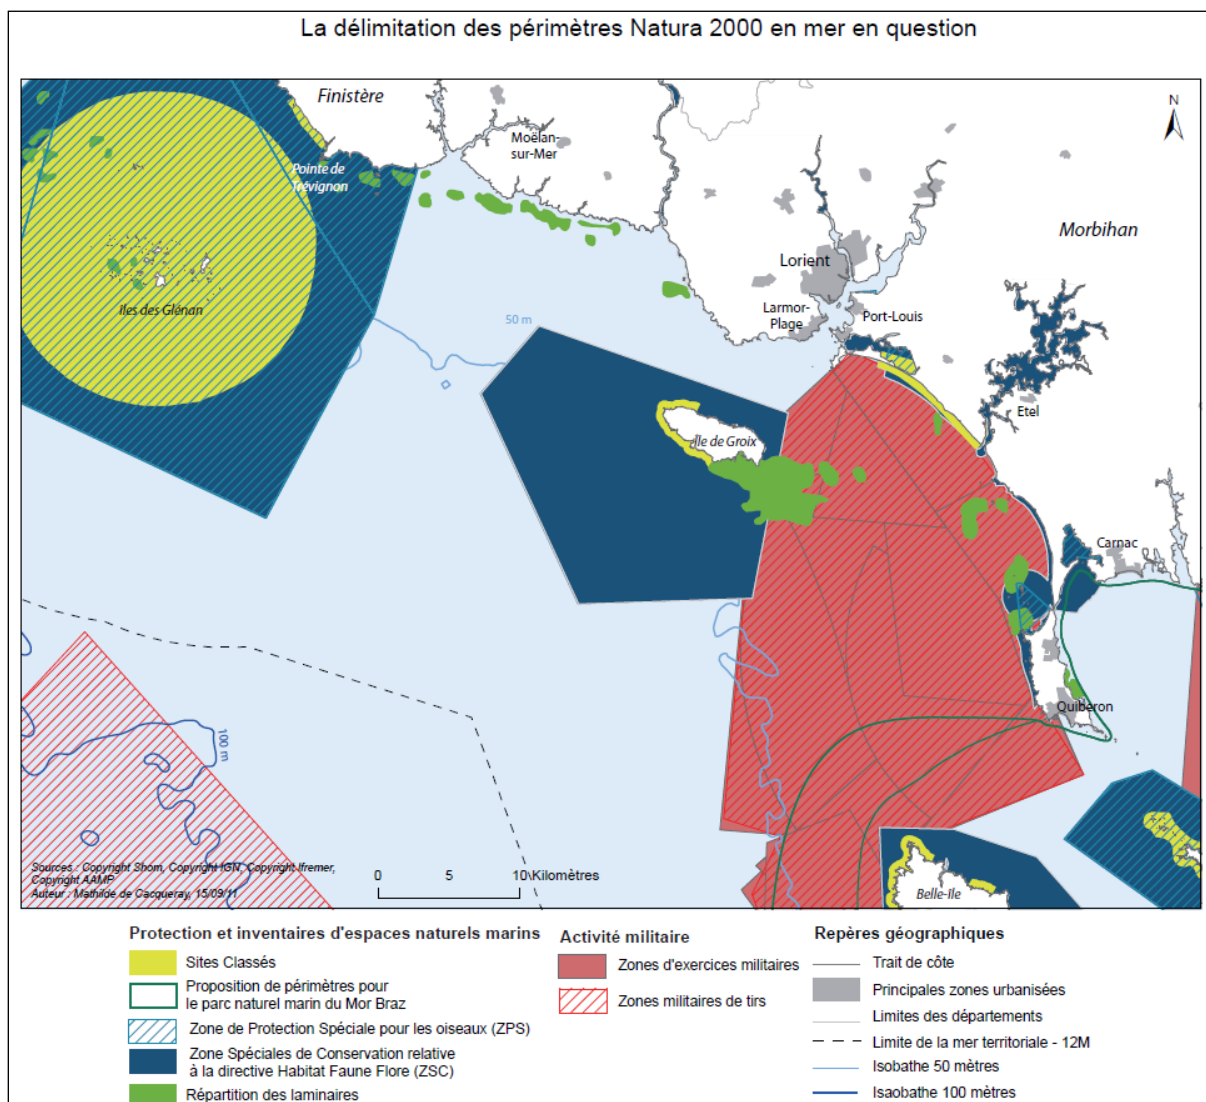 La délimitation des périmètres Natura 2000 en mer en question
Finistère
N
Moëlan-
sur-Mer
Pointe de
Trévignon
Morbihan
Lorient
Iles des Glénan
Larmor-
Plage
Port-Louis
50 m
Etel
Ile de Groix
Carnac
Quiberon
100 m
Sources : Copyright Shom, Copyright IGN, Copyright Ifremer,
Copyright AAMP
Auteur : Mathilde de Cacqueray, 15/09/11
0 5 10 Kilomètres
Belle-Ile
Protection et inventaires d'espaces naturels marins
Sites Classés
Proposition de périmètres pour
le parc naturel marin du Mor Braz
Zone de Protection Spéciale pour les oiseaux (ZPS)
Zone Spéciales de Conservation relative
à la directive Habitat Faune Flore (ZSC)
Répartition des laminaires
Activité militaire
Zones d'exercices militaires
Zones militaires de tirs
Repères géographiques
Trait de côte
Principales zones urbanisées
Limites des départements
Limite de la mer territoriale - 12M
Isobathe 50 mètres
Isaobathe 100 mètres